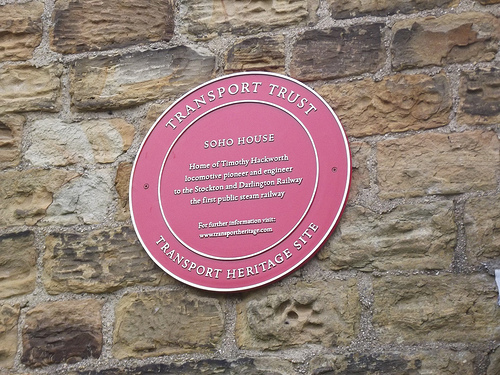 TRANSPORT TRUST
SOHO HOUSE
Home of Timothy Hackworth
locomotive pioneer and engineer
to the Stockton and Darlington Railway
the first public steam railway
For further information visit:
www.transportheritage.com
TRANSPORT HERITAGE SITE